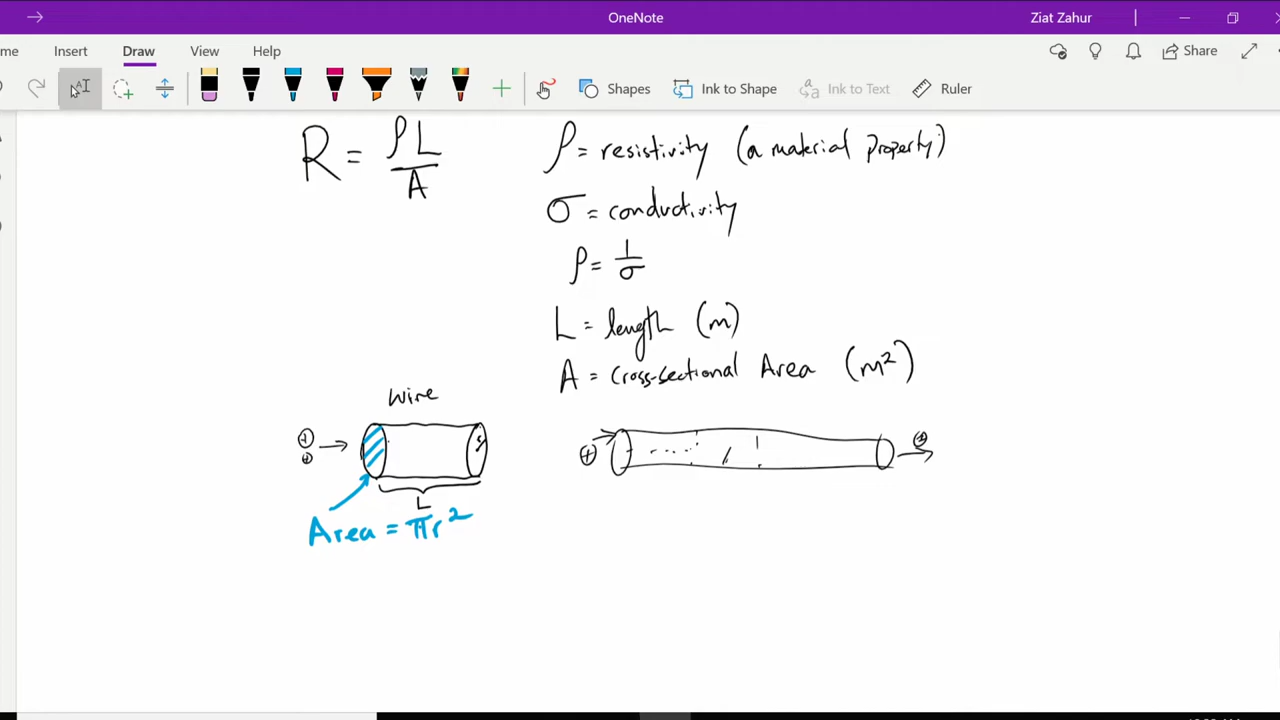 OneNote
Ziat Zahur
me Insert Draw View Help
Share
Shapes Ink to Shape Ink to Text Ruler
R = ρL/A
ρ = resistivity (a material property)
σ = conductivity
ρ = 1/σ
L = length (m)
A = cross-sectional Area (m²)
wire
L
Area = πr²